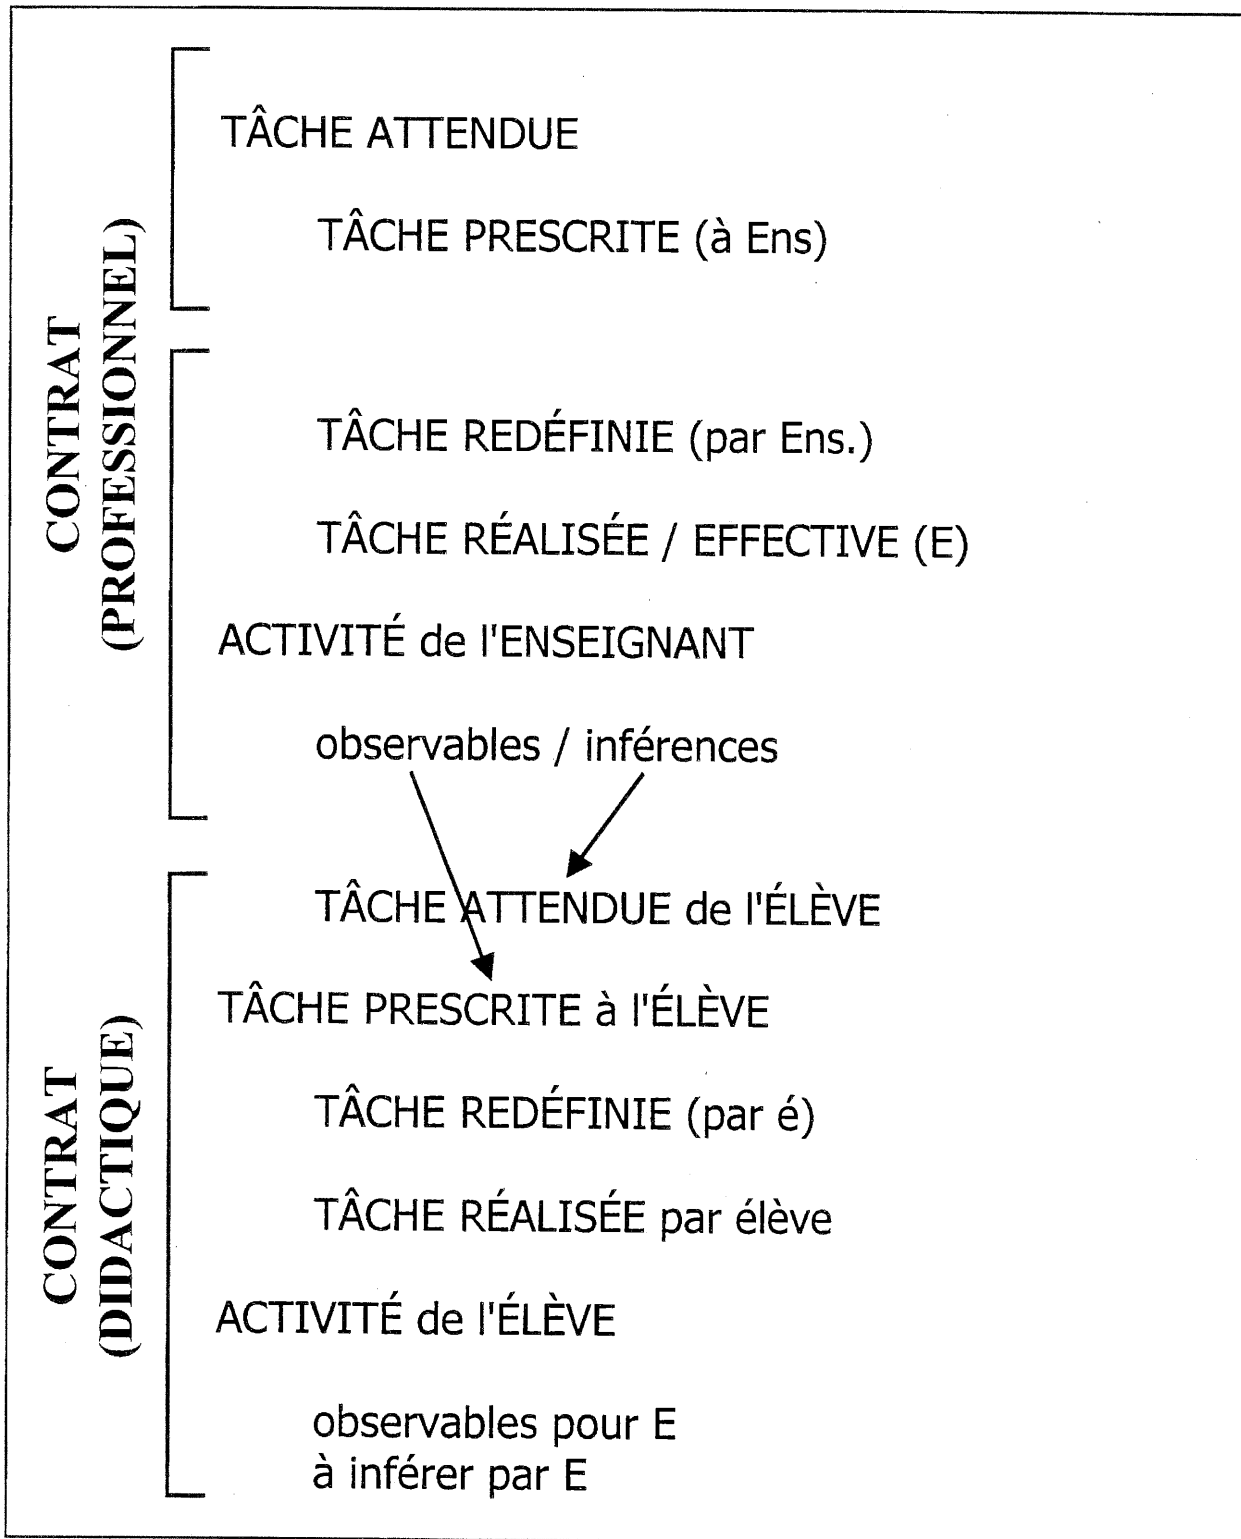 CONTRAT
(PROFESSIONNEL)
TÂCHE ATTENDUE
TÂCHE PRESCRITE (à Ens)
TÂCHE REDÉFINIE (par Ens.)
TÂCHE RÉALISÉE / EFFECTIVE (E)
ACTIVITÉ de l'ENSEIGNANT
observables / inférences
CONTRAT
(DIDACTIQUE)
TÂCHE ATTENDUE de l'ÉLÈVE
TÂCHE PRESCRITE à l'ÉLÈVE
TÂCHE REDÉFINIE (par é)
TÂCHE RÉALISÉE par élève
ACTIVITÉ de l'ÉLÈVE
observables pour E
à inférer par E